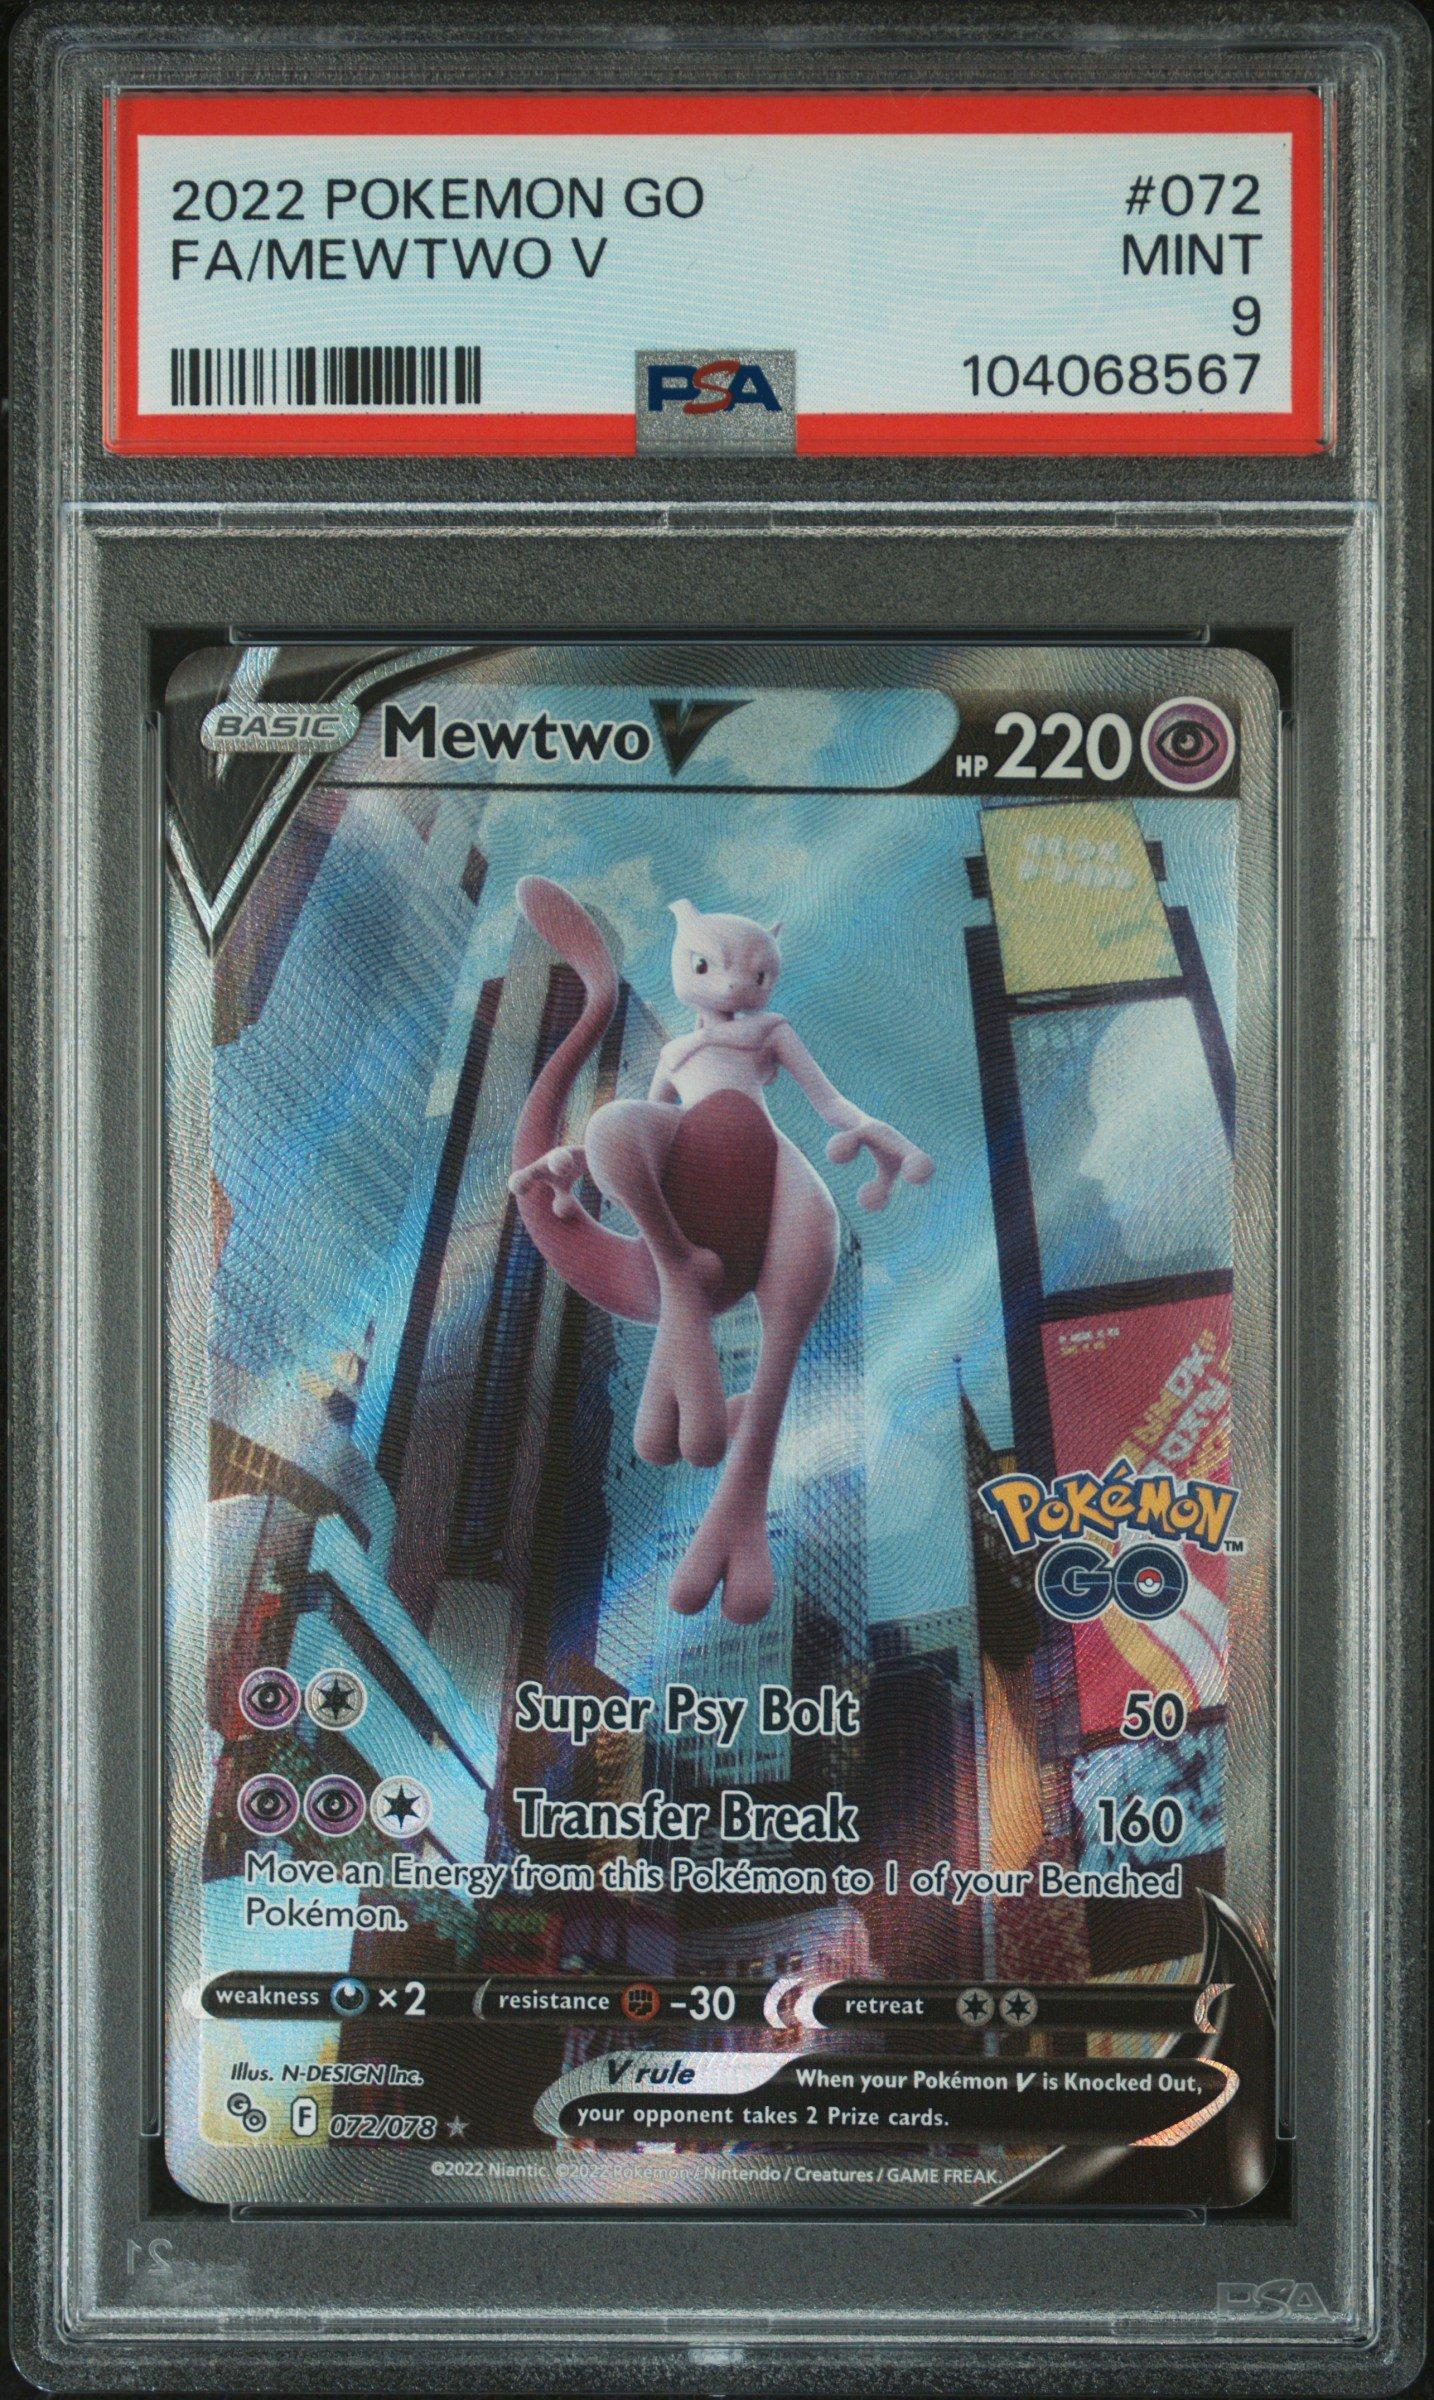 2022 POKEMON GO #072
FA/MEWTWO V MINT
9
PSA 104068567
BASIC Mewtwo V HP 220
POKÉMON™
GO
Super Psy Bolt 50
Transfer Break 160
Move an Energy from this Pokémon to 1 of your Benched
Pokémon.
weakness ×2 resistance -30 retreat
Illus. N-DESIGN Inc.
V rule When your Pokémon V is Knocked Out,
your opponent takes 2 Prize cards.
GO F 072/078
©2022 Niantic. ©2022 Pokémon / Nintendo / Creatures / GAME FREAK.
21
PSA